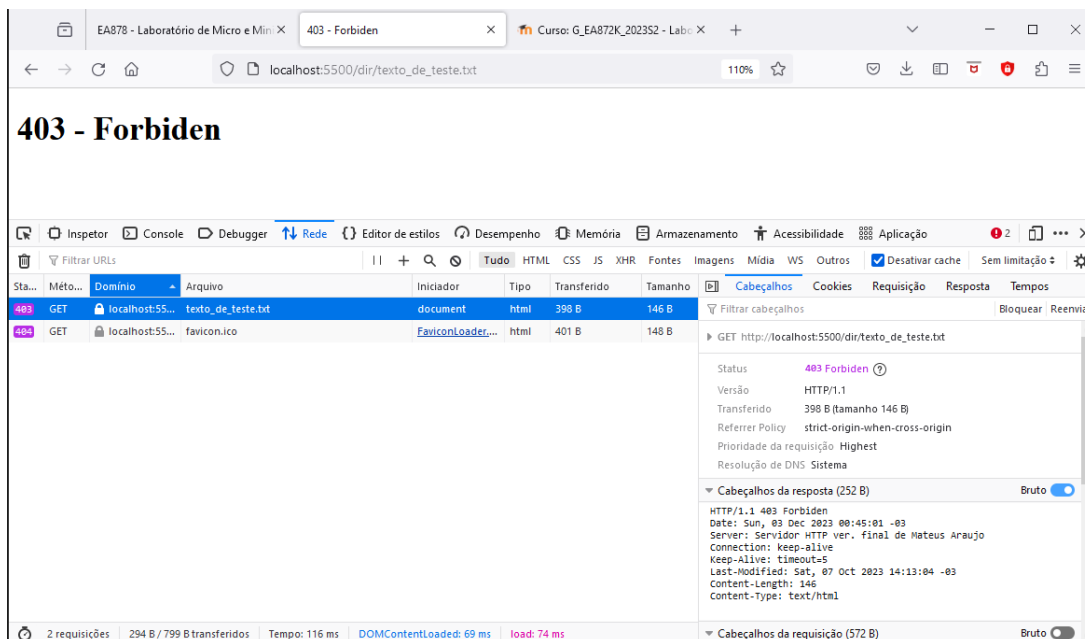 EA878 - Laboratório de Micro e Mini
403 - Forbiden
Curso: G_EA872K_2023S2 - Labo
localhost:5500/dir/texto_de_teste.txt
110%
403 - Forbiden
Inspetor Console Debugger Rede Editor de estilos Desempenho Memória Armazenamento Acessibilidade Aplicação 2
Filtrar URLs Tudo HTML CSS JS XHR Fontes Imagens Mídia WS Outros Desativar cache Sem limitação
Sta... Méto... Domínio Arquivo Iniciador Tipo Transferido Tamanho Cabeçalhos Cookies Requisição Resposta Tempos
403 GET localhost:55... texto_de_teste.txt document html 398 B 146 B
404 GET localhost:55... favicon.ico FaviconLoader.... html 401 B 148 B
Filtrar cabeçalhos Bloquear Reenvia
GET http://localhost:5500/dir/texto_de_teste.txt
Status 403 Forbiden
Versão HTTP/1.1
Transferido 398 B (tamanho 146 B)
Referrer Policy strict-origin-when-cross-origin
Prioridade da requisição Highest
Resolução de DNS Sistema
Cabeçalhos da resposta (252 B) Bruto
HTTP/1.1 403 Forbiden
Date: Sun, 03 Dec 2023 00:45:01 -03
Server: Servidor HTTP ver. final de Mateus Araujo
Connection: keep-alive
Keep-Alive: timeout=5
Last-Modified: Sat, 07 Oct 2023 14:13:04 -03
Content-Length: 146
Content-Type: text/html
2 requisições 294 B / 799 B transferidos Tempo: 116 ms DOMContentLoaded: 69 ms load: 74 ms
Cabeçalhos da requisição (572 B) Bruto